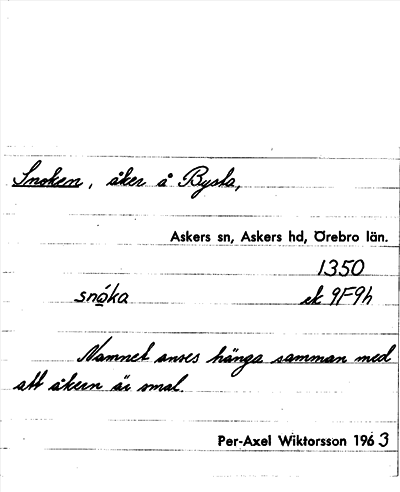 Snoken, åker å Bysta,
Askers sn, Askers hd, Örebro län.
1350
snóka ek 9F9h
Namnet anses hänga samman med
att åkern är smal.
Per-Axel Wiktorsson 1963